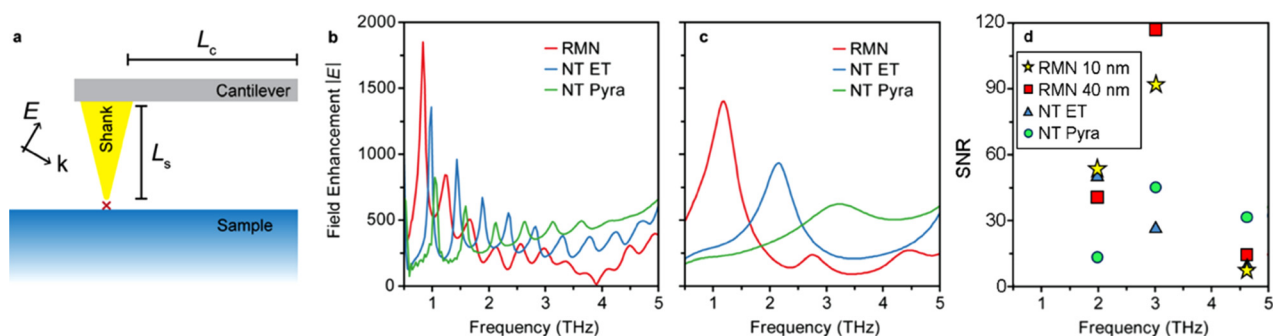 a
L_c
Cantilever
E
k
Shank
L_s
Sample
b
2000
1500
1000
500
0
Field Enhancement |E|
RMN
NT ET
NT Pyra
1 2 3 4 5
Frequency (THz)
c
RMN
NT ET
NT Pyra
1 2 3 4 5
Frequency (THz)
d
120
90
60
30
0
SNR
RMN 10 nm
RMN 40 nm
NT ET
NT Pyra
1 2 3 4 5
Frequency (THz)